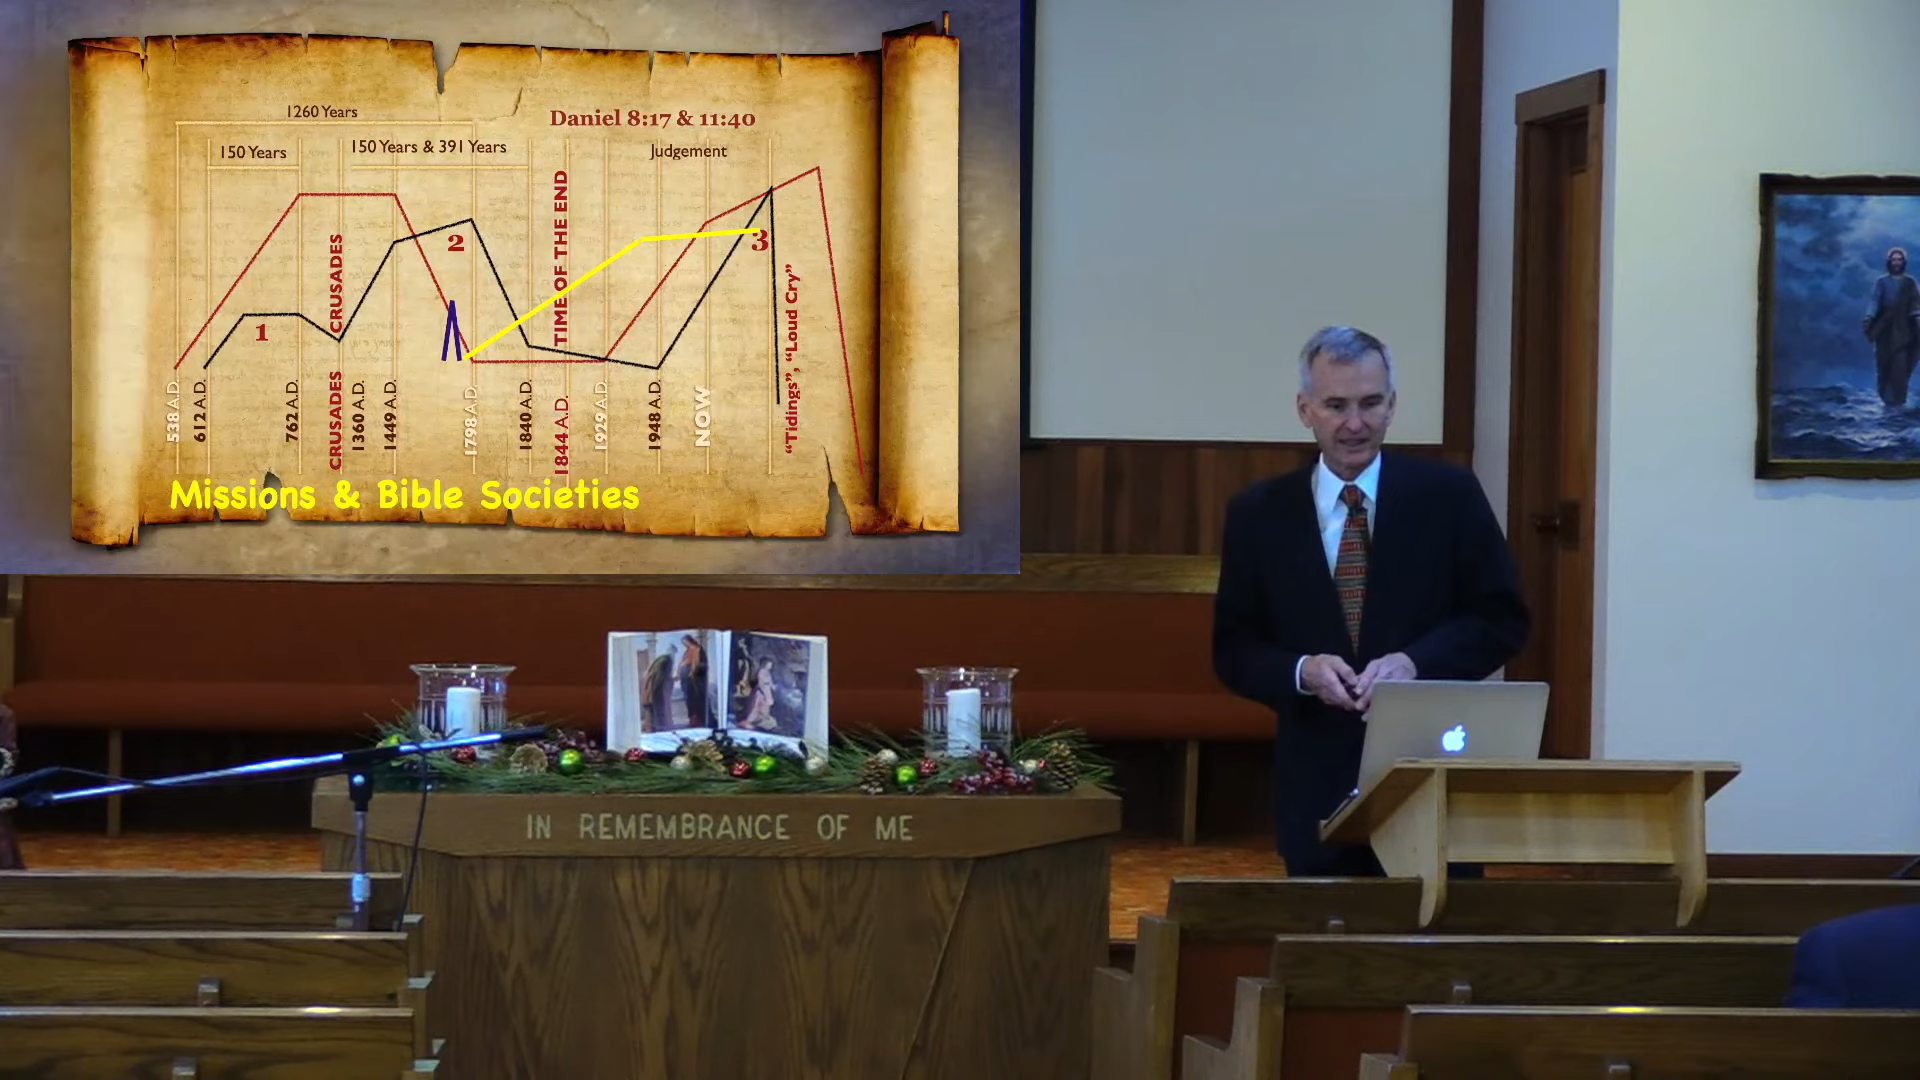 1260 Years
Daniel 8:17 & 11:40
150 Years
150 Years & 391 Years
Judgement
1
2
3
CRUSADES
TIME OF THE END
"Tidings", "Loud Cry"
538 A.D.
612 A.D.
762 A.D.
CRUSADES
1360 A.D.
1449 A.D.
1798 A.D.
1840 A.D.
1844 A.D.
1929 A.D.
1948 A.D.
NOW
Missions & Bible Societies
IN REMEMBRANCE OF ME